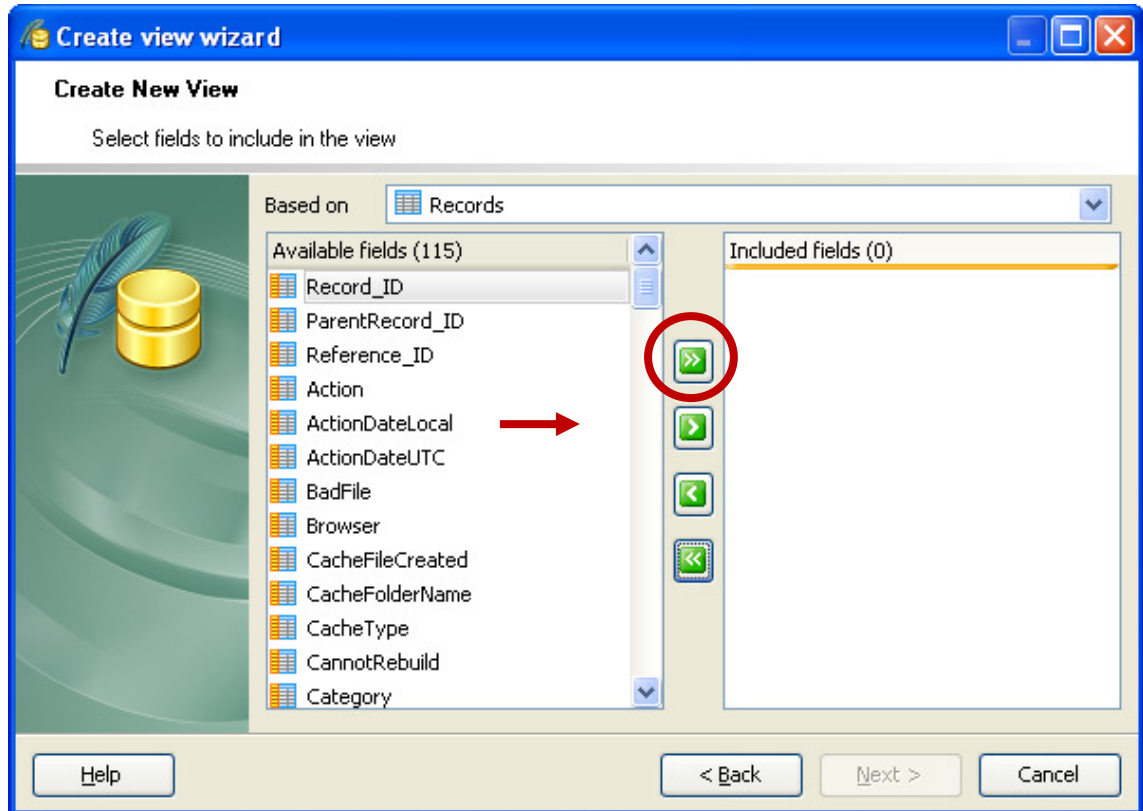 Create view wizard
Create New View
Select fields to include in the view
Based on
Records
Available fields (115)
Record_ID
ParentRecord_ID
Reference_ID
Action
ActionDateLocal
ActionDateUTC
BadFile
Browser
CacheFileCreated
CacheFolderName
CacheType
CannotRebuild
Category
Included fields (0)
Help
< Back
Next >
Cancel